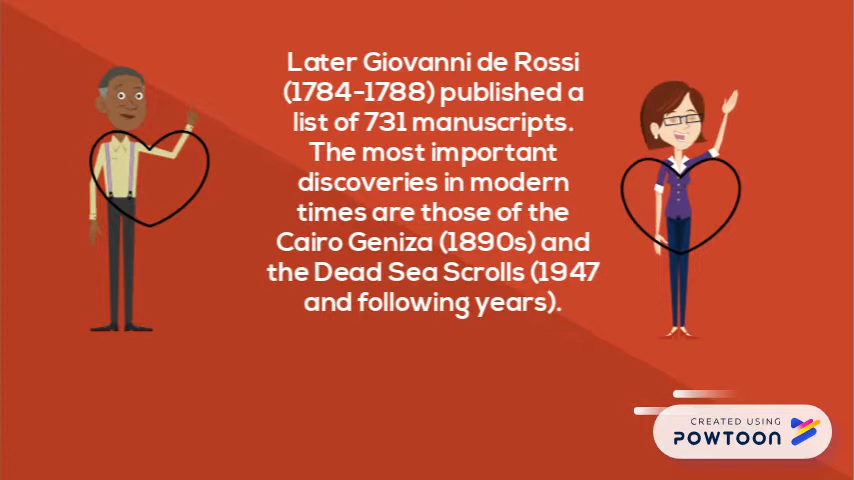 Later Giovanni de Rossi
(1784-1788) published a
list of 731 manuscripts.
The most important
discoveries in modern
times are those of the
Cairo Geniza (1890s) and
the Dead Sea Scrolls (1947
and following years).
CREATED USING
POWTOON